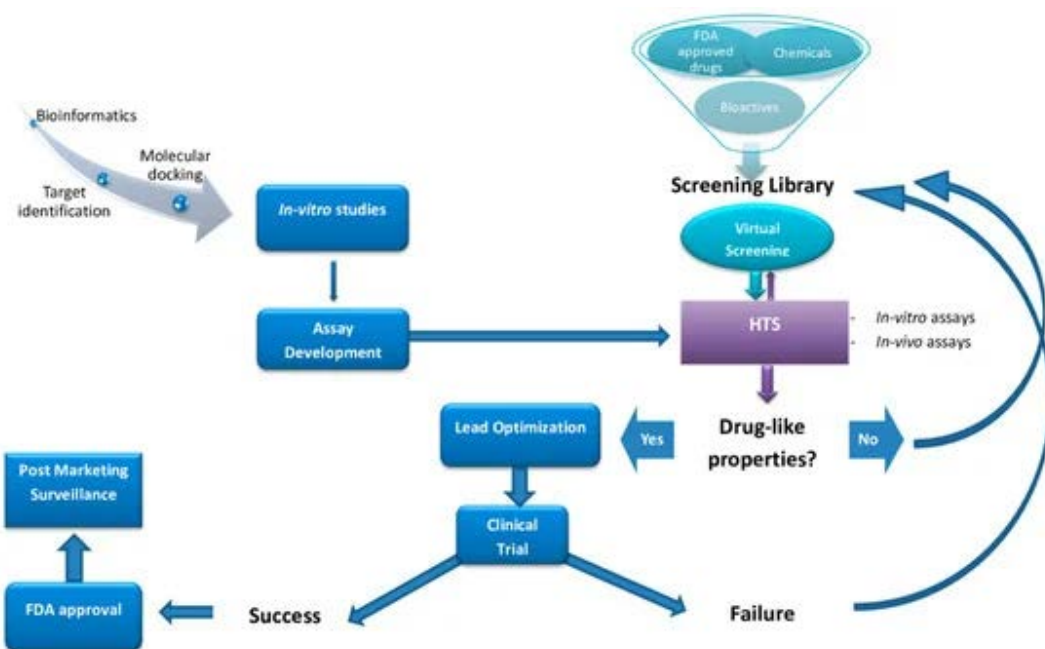 FDA
approved
drugs
Chemicals
Bioactives
Screening Library
Bioinformatics
Molecular
docking
Target
identification
In-vitro studies
Virtual
Screening
Assay
Development
HTS
- In-vitro assays
- In-vivo assays
Lead Optimization
Yes
Drug-like
properties?
No
Post Marketing
Surveillance
Clinical
Trial
FDA approval
Success
Failure